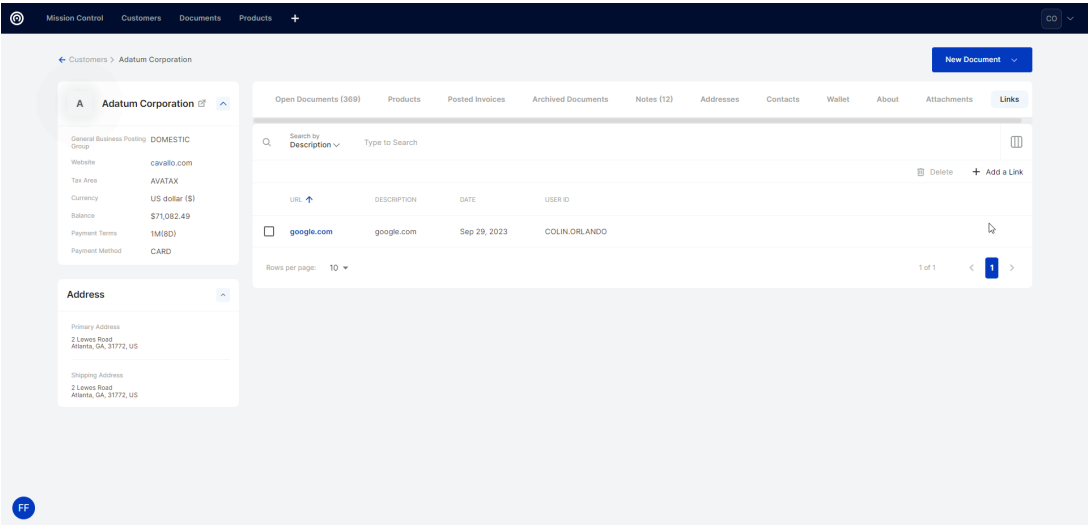 Mission Control Customers Documents Products + CO
Customers > Adatum Corporation
New Document
A Adatum Corporation
General Business Posting Group DOMESTIC
Website cavallo.com
Tax Area AVATAX
Currency US dollar ($)
Balance $71,082.49
Payment Terms 1M(8D)
Payment Method CARD
Address
Primary Address
2 Lewes Road
Atlanta, GA, 31772, US
Shipping Address
2 Lewes Road
Atlanta, GA, 31772, US
Open Documents (369) Products Posted Invoices Archived Documents Notes (12) Addresses Contacts Wallet About Attachments Links
Search by
Description Type to Search
Delete + Add a Link
URL DESCRIPTION DATE USER ID
google.com google.com Sep 29, 2023 COLIN.ORLANDO
Rows per page: 10 1 of 1 < 1 >
FF